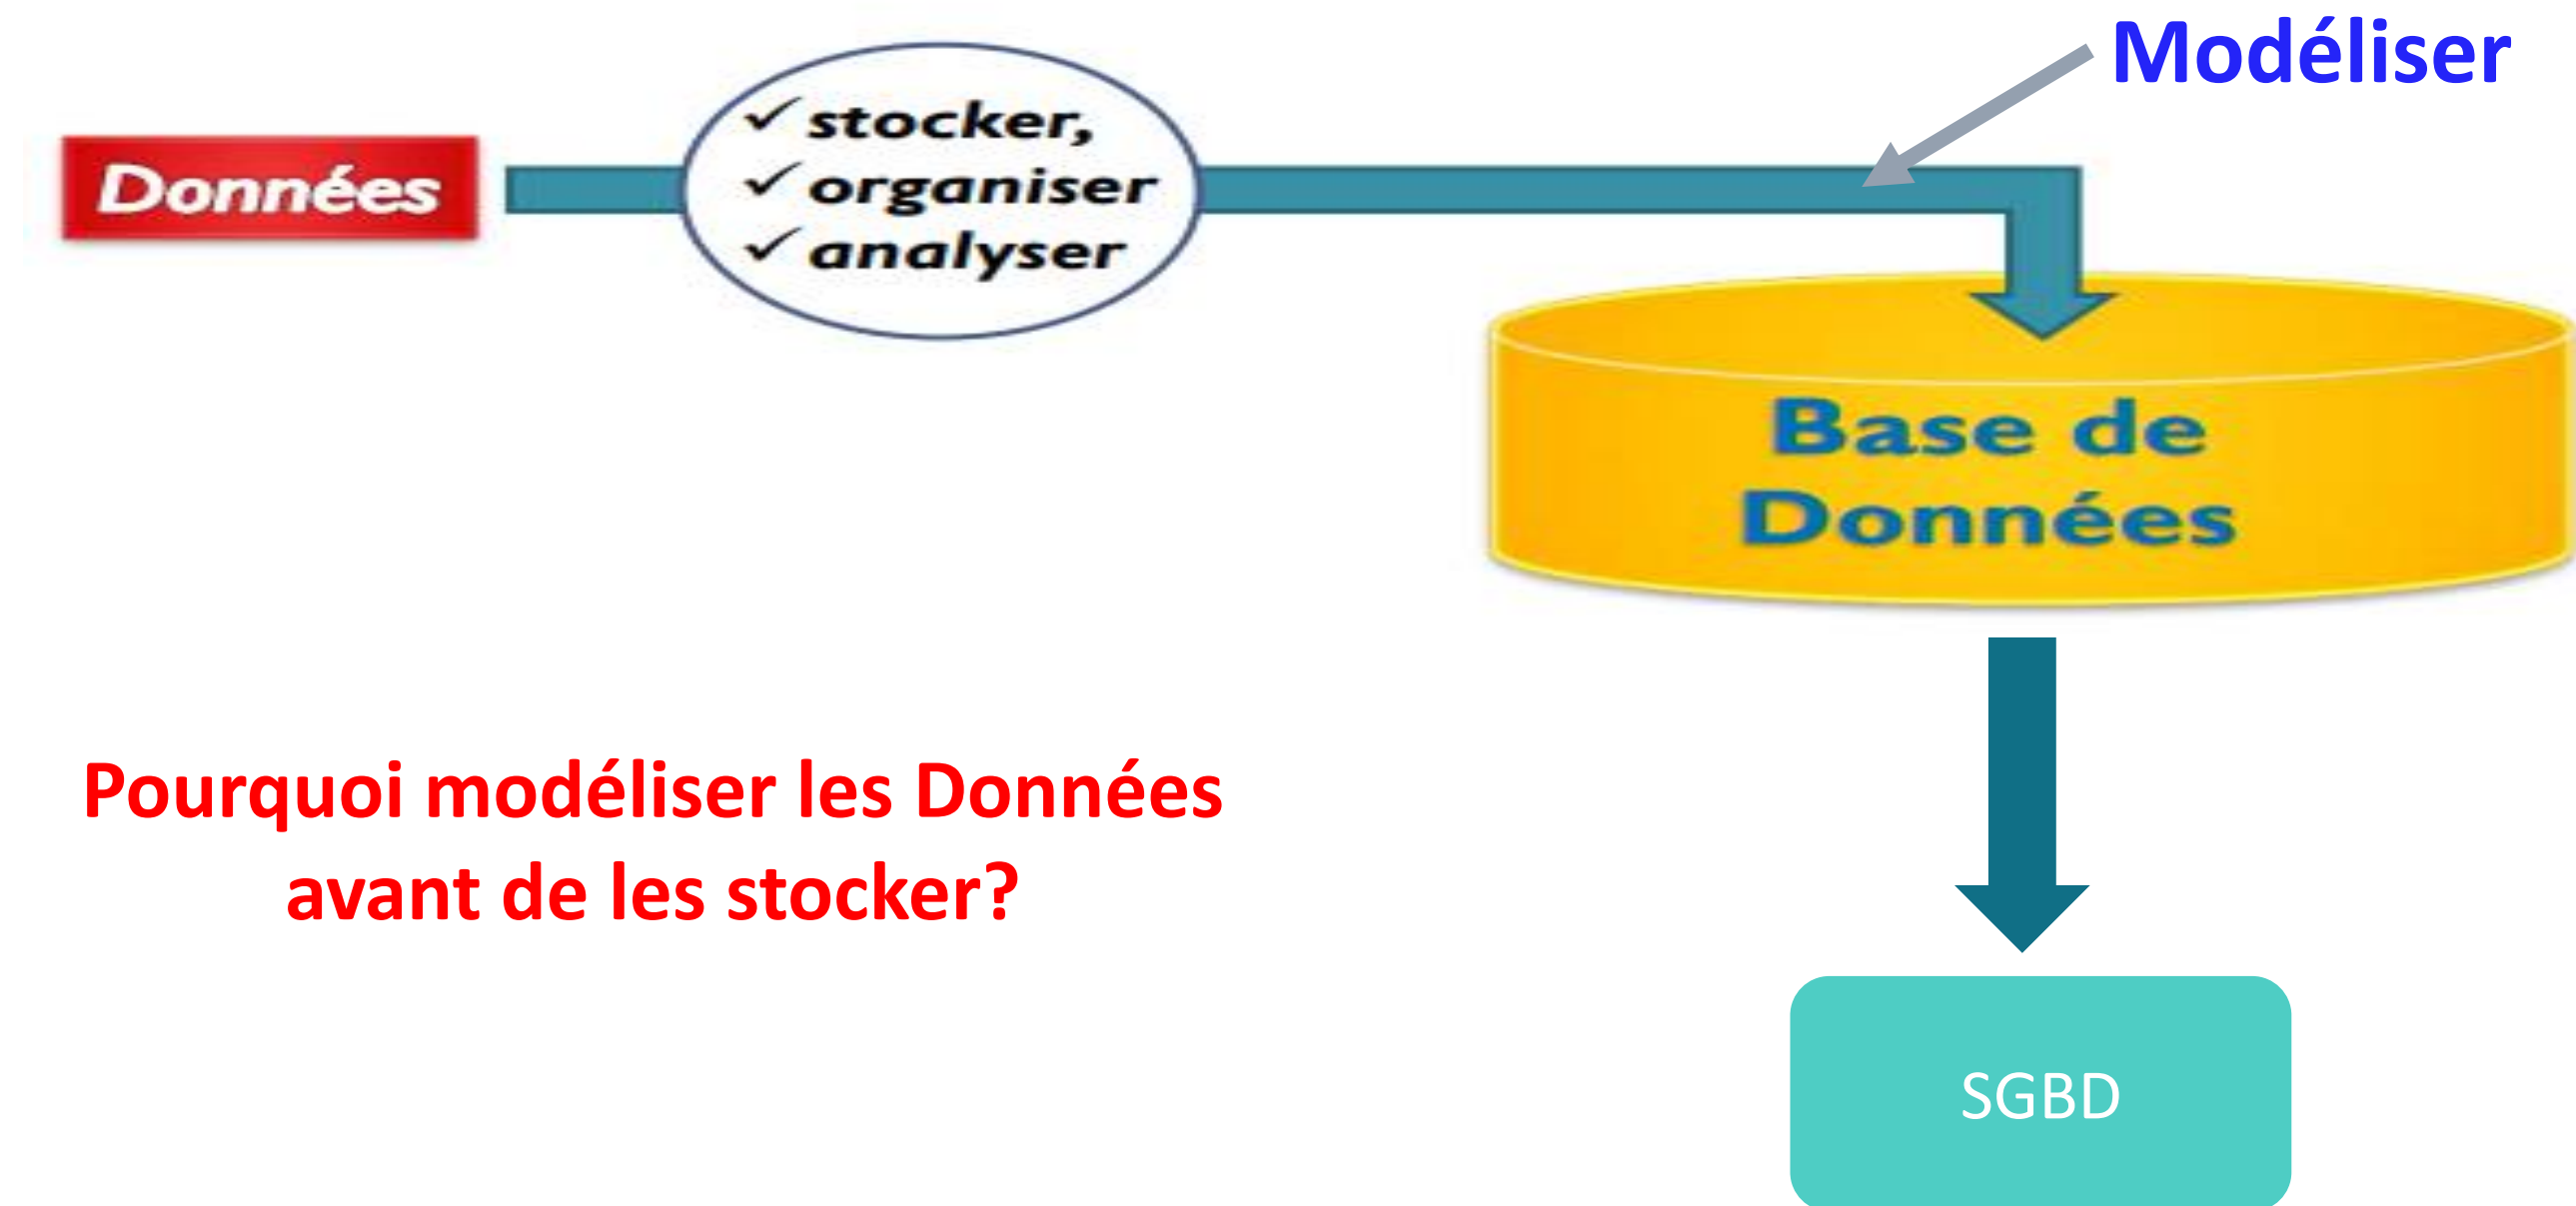 Modéliser
Données
✓ stocker,
✓ organiser
✓ analyser
Base de
Données
Pourquoi modéliser les Données
avant de les stocker?
SGBD